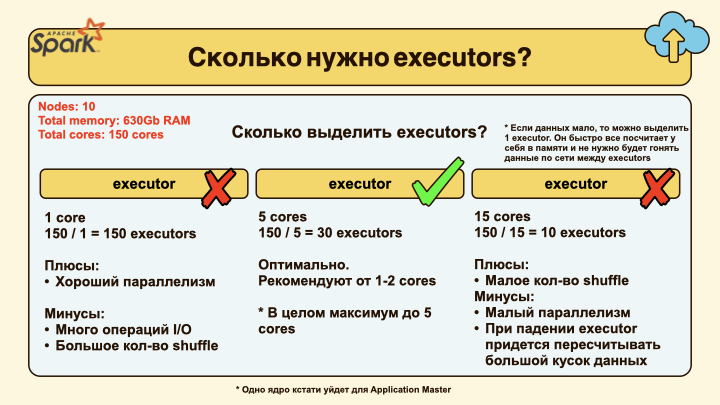 APACHE
Spark
Сколько нужно executors?
Nodes: 10
Total memory: 630Gb RAM
Total cores: 150 cores
Сколько выделить executors?
* Если данных мало, то можно выделить
1 executor. Он быстро все посчитает у
себя в памяти и не нужно будет гонять
данные по сети между executors
executor
1 core
150 / 1 = 150 executors
Плюсы:
• Хороший параллелизм
Минусы:
• Много операций I/O
• Большое кол-во shuffle
executor
5 cores
150 / 5 = 30 executors
Оптимально.
Рекомендуют от 1-2 cores
* В целом максимум до 5
cores
executor
15 cores
150 / 15 = 10 executors
Плюсы:
• Малое кол-во shuffle
Минусы:
• Малый параллелизм
• При падении executor
придется пересчитывать
большой кусок данных
* Одно ядро кстати уйдет для Application Master